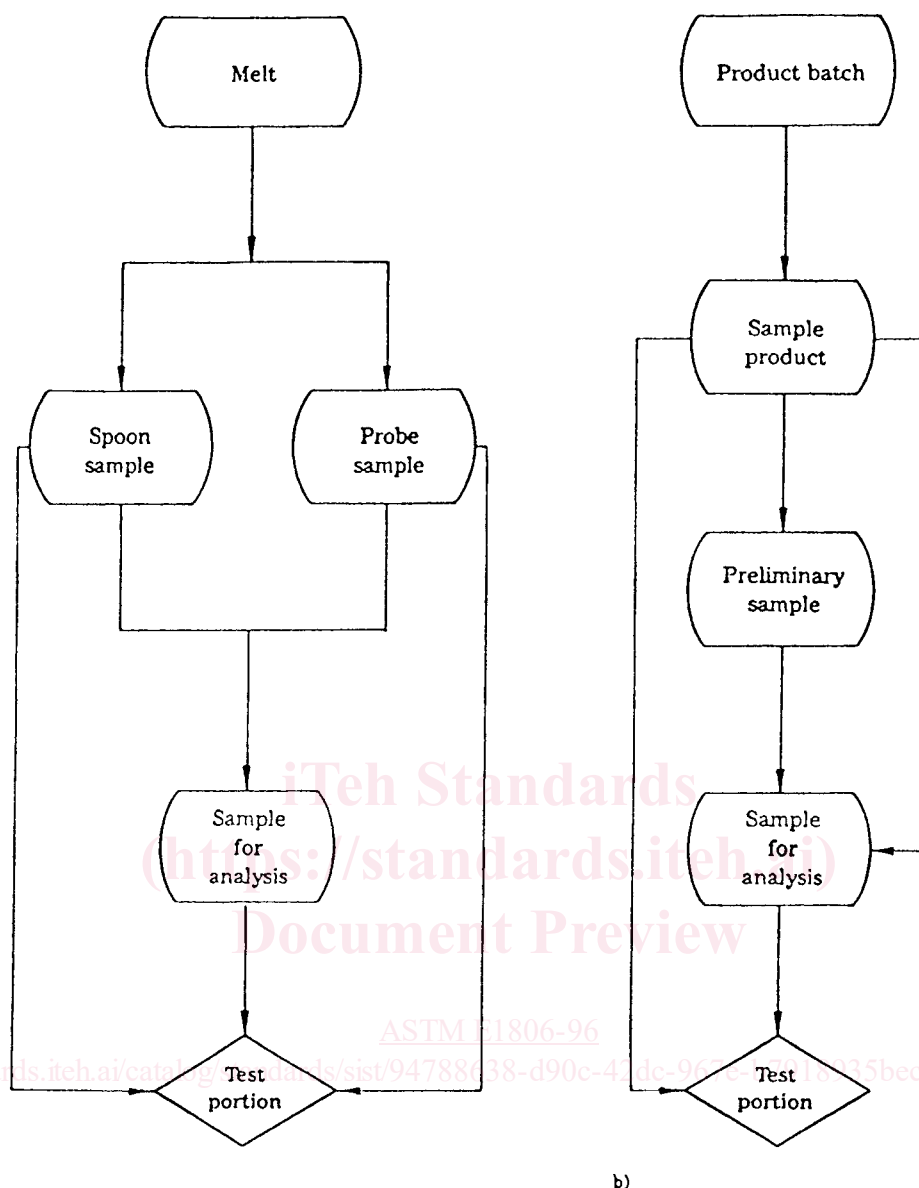 Melt
Spoon
sample
Probe
sample
Sample
for
analysis
Test
portion
Product batch
Sample
product
Preliminary
sample
Sample
for
analysis
Test
portion
b)
iTeh Standards
(https://standards.iteh.ai)
Document Preview
ASTM E1806-96